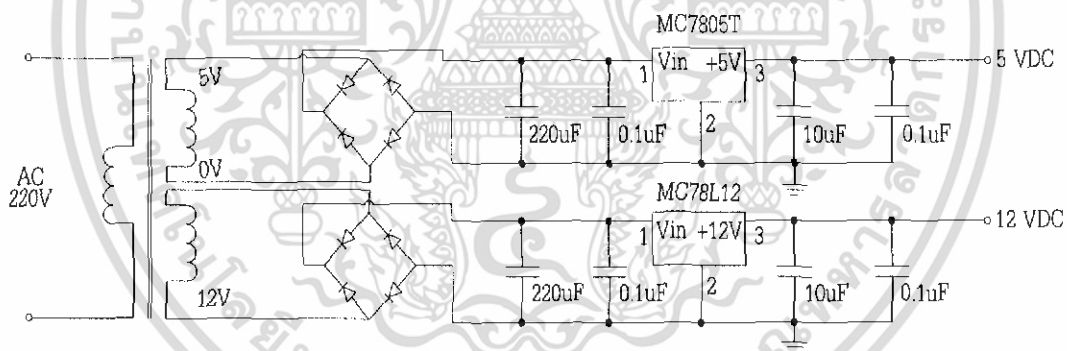 MC7805T
5V
1 Vin +5V 3
5 VDC
2
220uF 0.1uF 10uF 0.1uF
0V
AC
220V
MC78L12
1 Vin +12V 3
12 VDC
2
220uF 0.1uF 10uF 0.1uF
12V